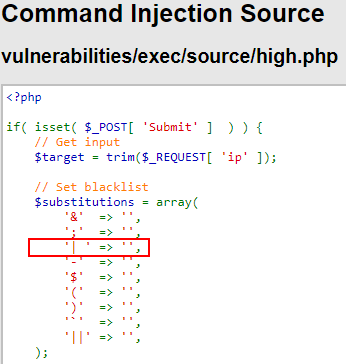 Command Injection Source
vulnerabilities/exec/source/high.php
<?php
if( isset( $_POST[ 'Submit' ]  ) ) {
    // Get input
    $target = trim($_REQUEST[ 'ip' ]);
    // Set blacklist
    $substitutions = array(
        '&'  => '',
        ';'  => '',
        '| ' => '',
        '-'  => '',
        '$'  => '',
        '('  => '',
        ')'  => '',
        '`'  => '',
        '||' => '',
    );